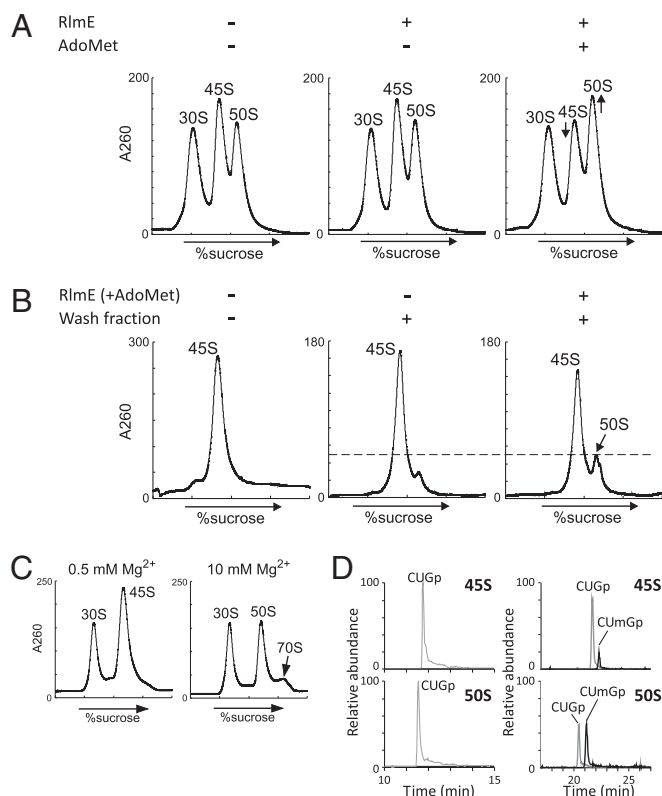 A
RlmE - + +
AdoMet - - +
200 200 200
30S 45S 50S 30S 45S 50S 30S 45S 50S
A260
0 0 0
%sucrose %sucrose %sucrose
B
RlmE (+AdoMet) - - +
Wash fraction - + +
300 180 180
45S 45S 45S 50S
A260
0 0 0
%sucrose %sucrose %sucrose
C
0.5 mM Mg2+ 10 mM Mg2+
250 250
30S 45S 30S 50S 70S
A260
0 0
%sucrose %sucrose
D
100 CUGp 45S 100 CUGp CUmGp 45S
0 0
100 CUGp 50S 100 CUGp CUmGp 50S
Relative abundance Relative abundance
0 0
10 15 20 25
Time (min) Time (min)